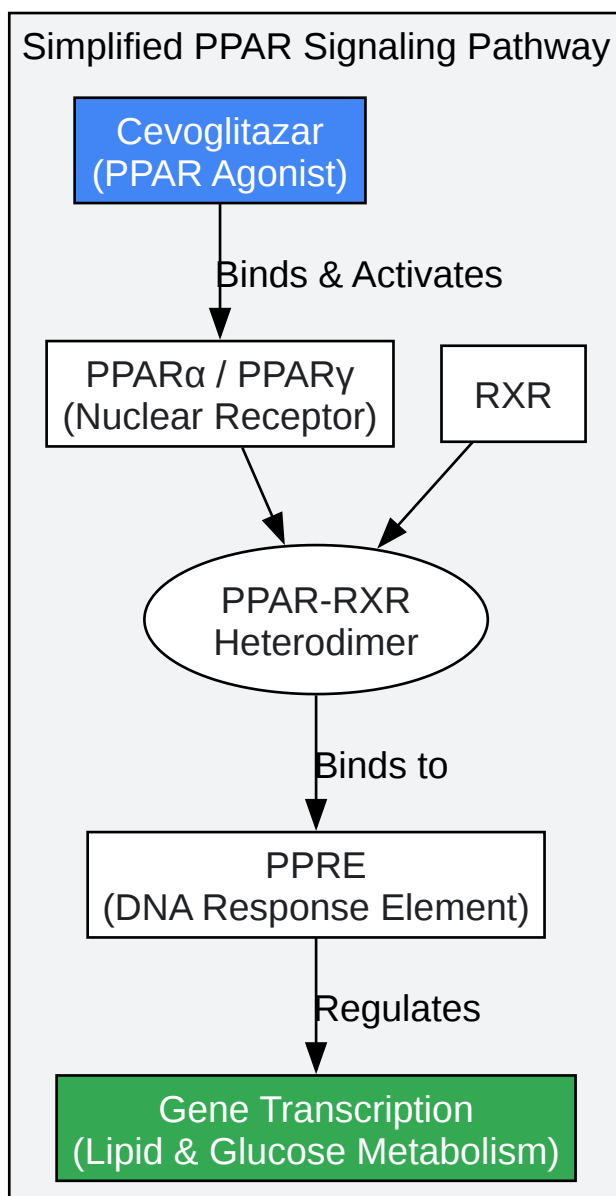 Simplified PPAR Signaling Pathway
Cevoglitazar
(PPAR Agonist)
Binds & Activates
PPARα / PPARγ
(Nuclear Receptor)
RXR
PPAR-RXR
Heterodimer
Binds to
PPRE
(DNA Response Element)
Regulates
Gene Transcription
(Lipid & Glucose Metabolism)